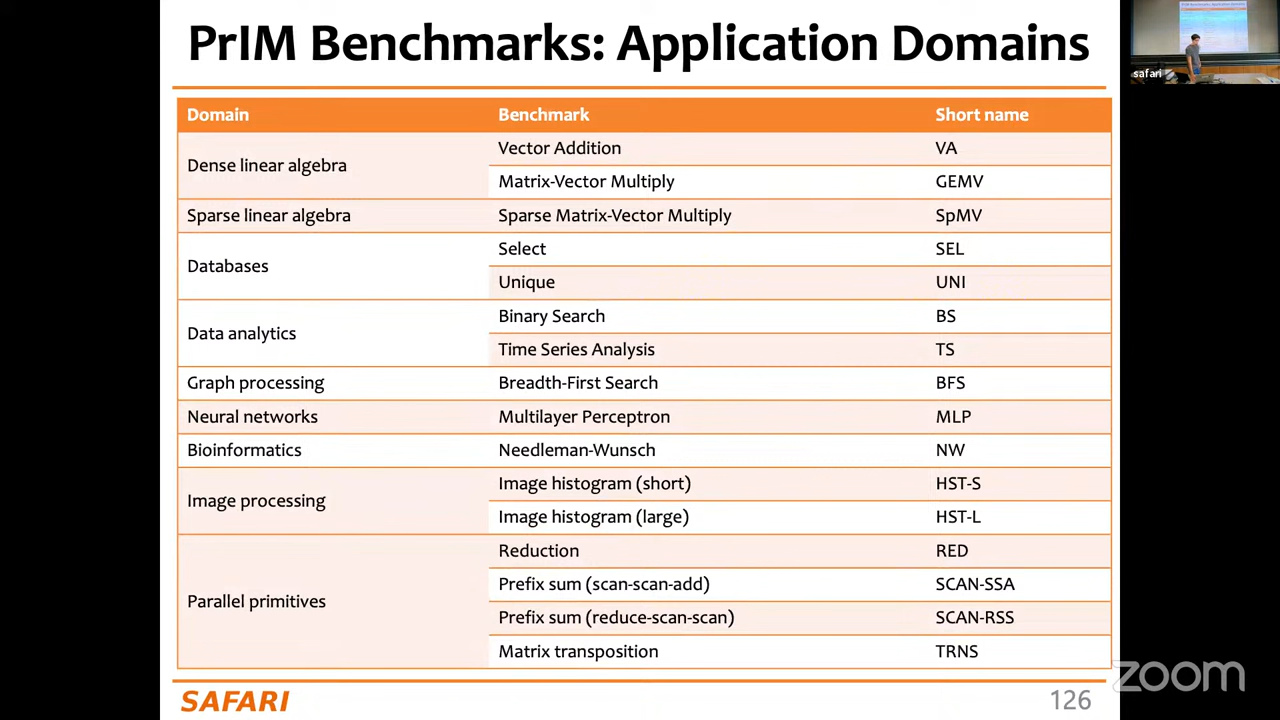 PrIM Benchmarks: Application Domains
Domain Benchmark Short name
Dense linear algebra
Vector Addition VA
Matrix-Vector Multiply GEMV
Sparse linear algebra Sparse Matrix-Vector Multiply SpMV
Databases
Select SEL
Unique UNI
Data analytics
Binary Search BS
Time Series Analysis TS
Graph processing Breadth-First Search BFS
Neural networks Multilayer Perceptron MLP
Bioinformatics Needleman-Wunsch NW
Image processing
Image histogram (short) HST-S
Image histogram (large) HST-L
Parallel primitives
Reduction RED
Prefix sum (scan-scan-add) SCAN-SSA
Prefix sum (reduce-scan-scan) SCAN-RSS
Matrix transposition TRNS
SAFARI
126
safari
zoom